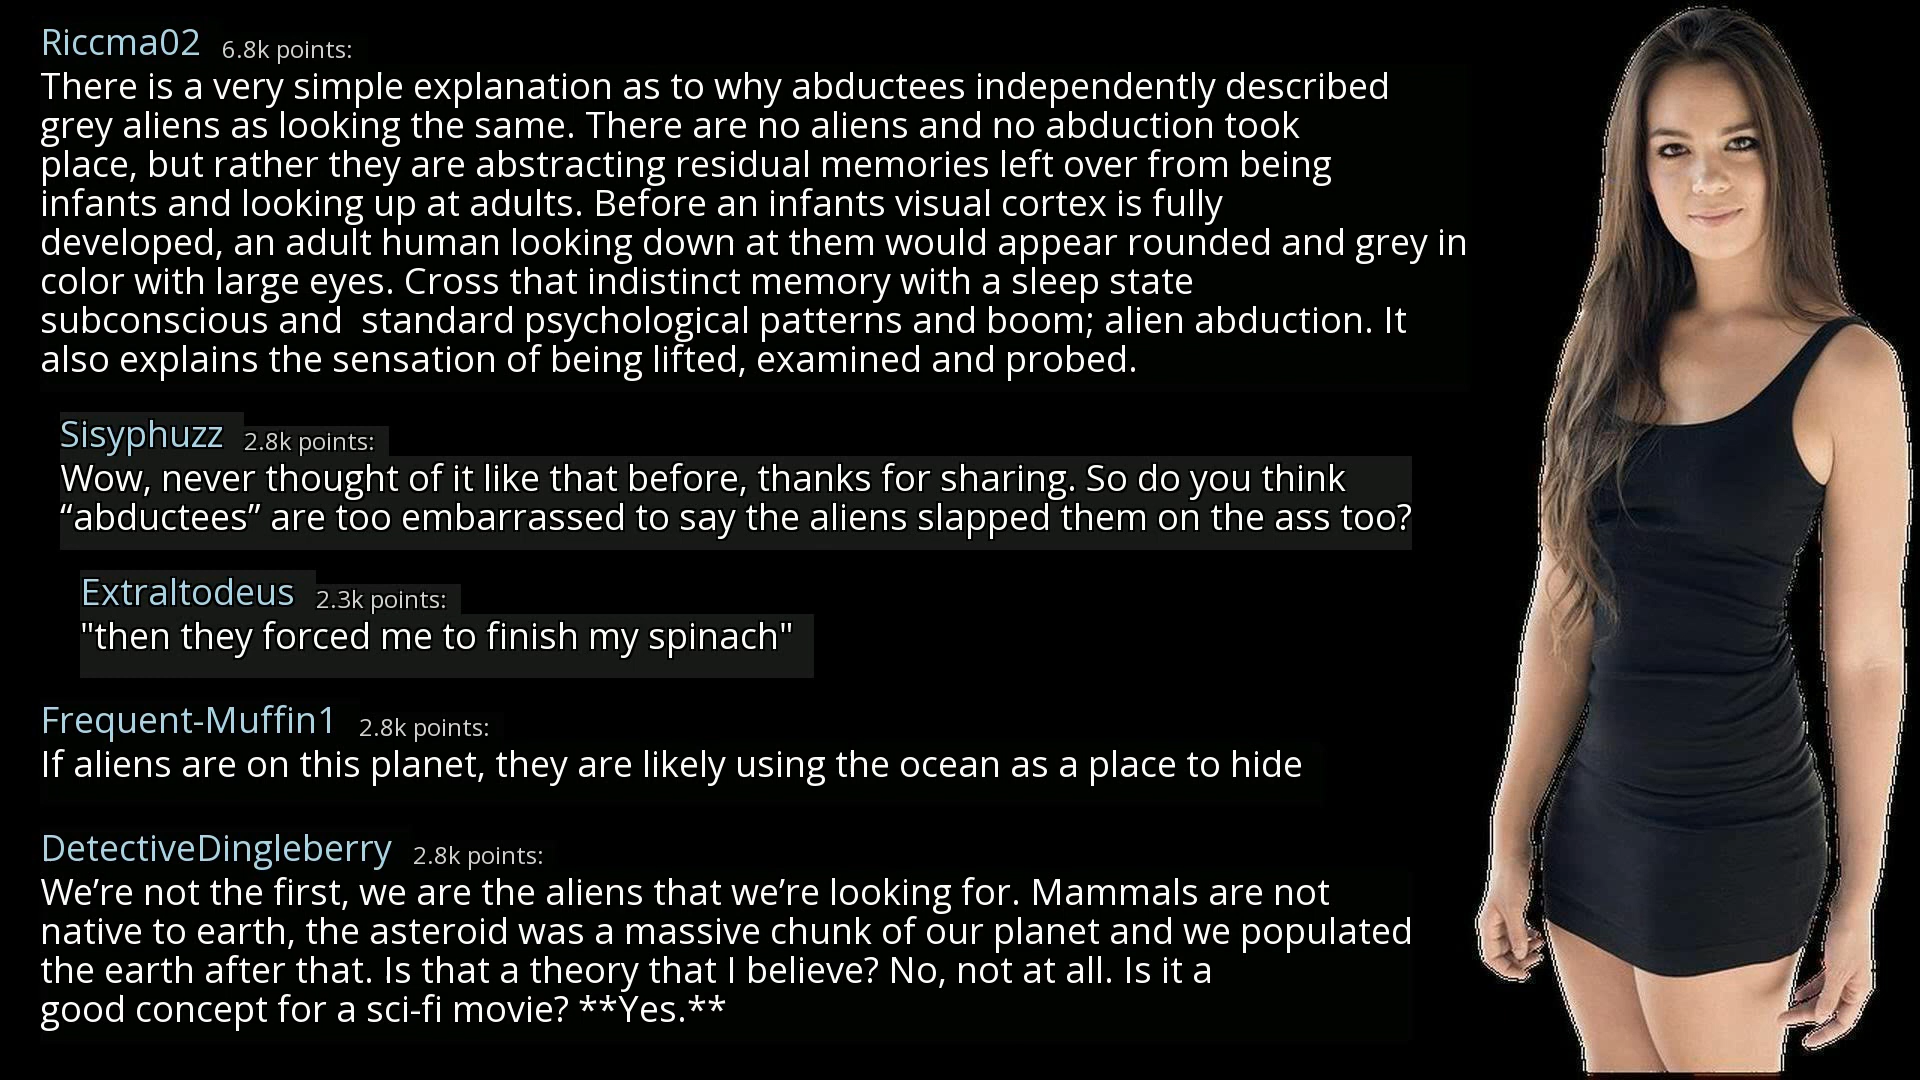 Riccma02 6.8k points:
There is a very simple explanation as to why abductees independently described
grey aliens as looking the same. There are no aliens and no abduction took
place, but rather they are abstracting residual memories left over from being
infants and looking up at adults. Before an infants visual cortex is fully
developed, an adult human looking down at them would appear rounded and grey in
color with large eyes. Cross that indistinct memory with a sleep state
subconscious and  standard psychological patterns and boom; alien abduction. It
also explains the sensation of being lifted, examined and probed.
Sisyphuzz 2.8k points:
Wow, never thought of it like that before, thanks for sharing. So do you think
“abductees” are too embarrassed to say the aliens slapped them on the ass too?
Extraltodeus 2.3k points:
"then they forced me to finish my spinach"
Frequent-Muffin1 2.8k points:
If aliens are on this planet, they are likely using the ocean as a place to hide
DetectiveDingleberry 2.8k points:
We’re not the first, we are the aliens that we’re looking for. Mammals are not
native to earth, the asteroid was a massive chunk of our planet and we populated
the earth after that. Is that a theory that I believe? No, not at all. Is it a
good concept for a sci-fi movie? **Yes.**